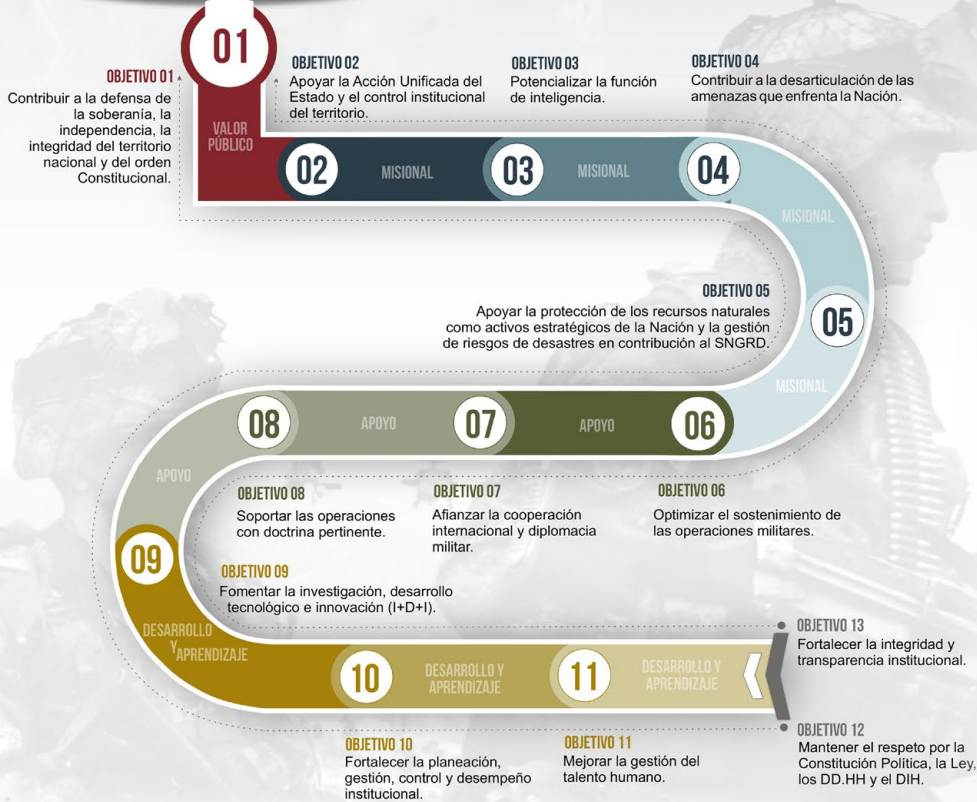 01
OBJETIVO 01
Contribuir a la defensa de
la soberanía, la
independencia, la
integridad del territorio
nacional y del orden
Constitucional.
VALOR
PÚBLICO
OBJETIVO 02
Apoyar la Acción Unificada del
Estado y el control institucional
del territorio.
OBJETIVO 03
Potencializar la función
de inteligencia.
OBJETIVO 04
Contribuir a la desarticulación de las
amenazas que enfrenta la Nación.
02
MISIONAL
03
MISIONAL
04
MISIONAL
OBJETIVO 05
Apoyar la protección de los recursos naturales
como activos estratégicos de la Nación y la gestión
de riesgos de desastres en contribución al SNGRD.
05
MISIONAL
08
APOYO
07
APOYO
06
APOYO
OBJETIVO 08
Soportar las operaciones
con doctrina pertinente.
OBJETIVO 07
Afianzar la cooperación
internacional y diplomacia
militar.
OBJETIVO 06
Optimizar el sostenimiento de
las operaciones militares.
09
OBJETIVO 09
Fomentar la investigación, desarrollo
tecnológico e innovación (I+D+I).
DESARROLLO
Y APRENDIZAJE
10
DESARROLLO Y
APRENDIZAJE
11
DESARROLLO Y
APRENDIZAJE
OBJETIVO 13
Fortalecer la integridad y
transparencia institucional.
OBJETIVO 10
Fortalecer la planeación,
gestión, control y desempeño
institucional.
OBJETIVO 11
Mejorar la gestión del
talento humano.
OBJETIVO 12
Mantener el respeto por la
Constitución Política, la Ley,
los DD.HH y el DIH.